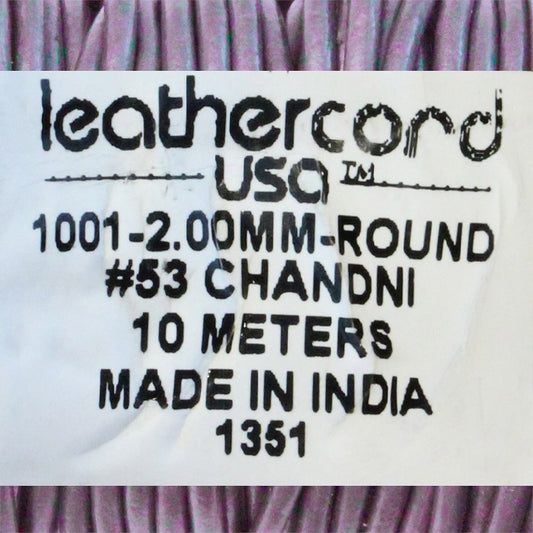 leathercord
usa TM
1001-2.00MM-ROUND
#53 CHANDNI
10 METERS
MADE IN INDIA
1351